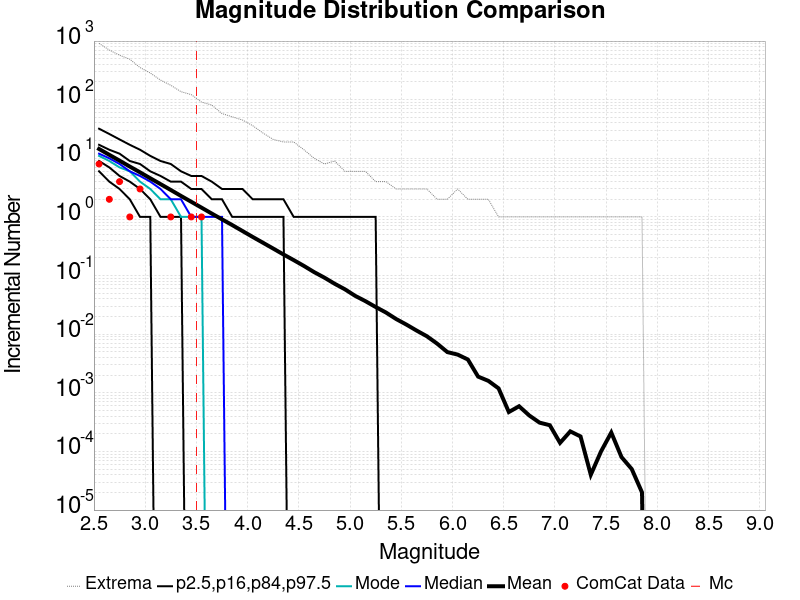 Magnitude Distribution Comparison
10^3
10^2
10^1
10^0
10^-1
10^-2
10^-3
10^-4
10^-5
Incremental Number
2.5 3.0 3.5 4.0 4.5 5.0 5.5 6.0 6.5 7.0 7.5 8.0 8.5 9.0
Magnitude
Extrema p2.5,p16,p84,p97.5 Mode Median Mean ComCat Data Mc